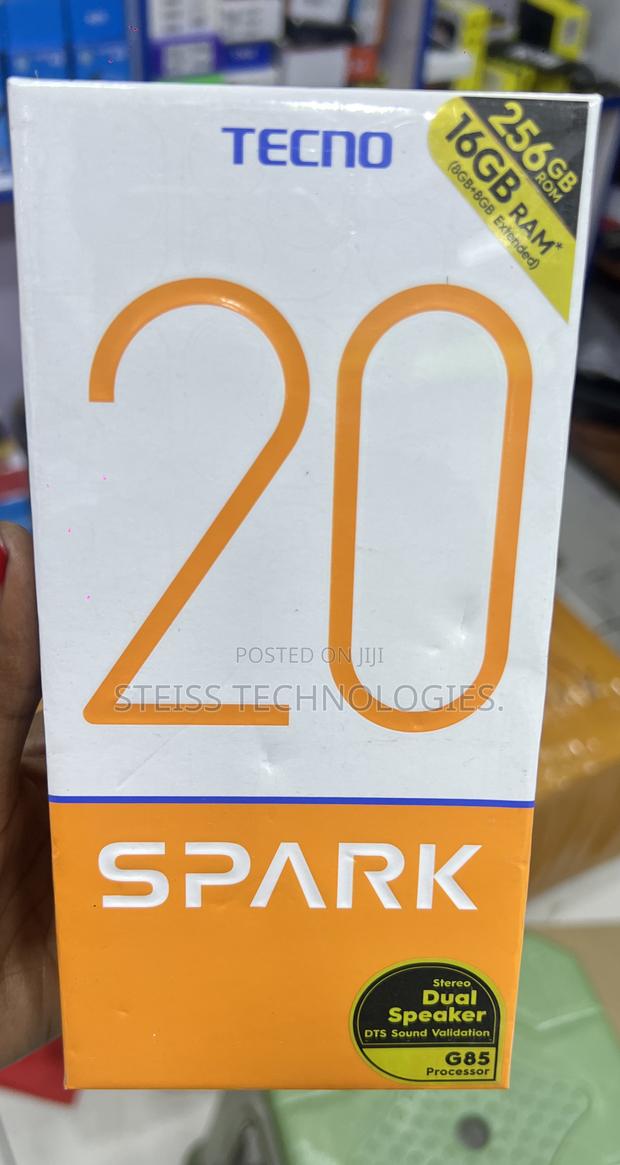 TECNO
256GB
ROM
16GB RAM*
(8GB+8GB Extended)
20
POSTED ON JIJI
STEISS TECHNOLOGIES.
SPARK
Stereo
Dual
Speaker
DTS Sound Validation
G85
Processor